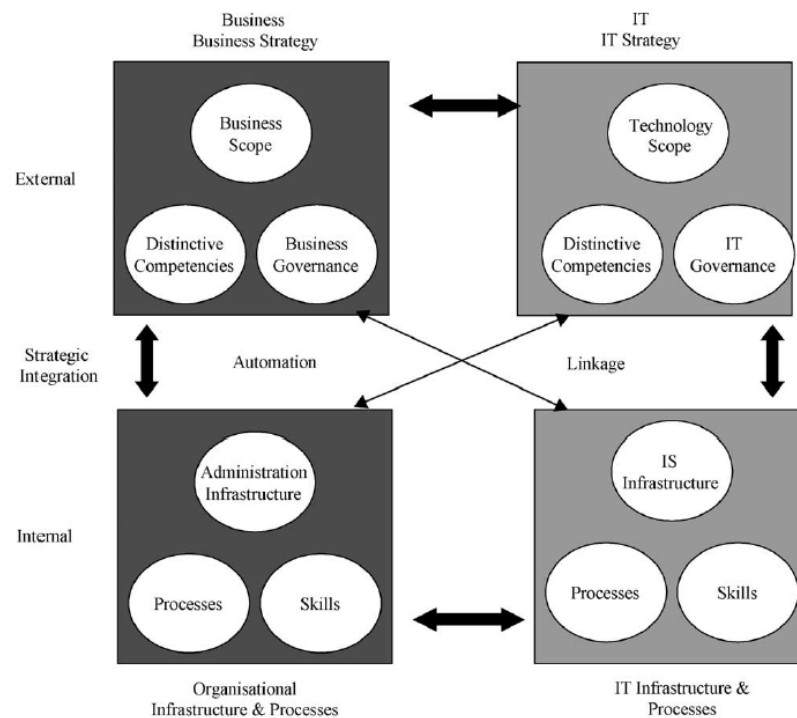 Business
Business Strategy
IT
IT Strategy
Business
Scope
Technology
Scope
External
Distinctive
Competencies
Business
Governance
Distinctive
Competencies
IT
Governance
Strategic
Integration
Automation
Linkage
Administration
Infrastructure
IS
Infrastructure
Internal
Processes
Skills
Processes
Skills
Organisational
Infrastructure & Processes
IT Infrastructure &
Processes